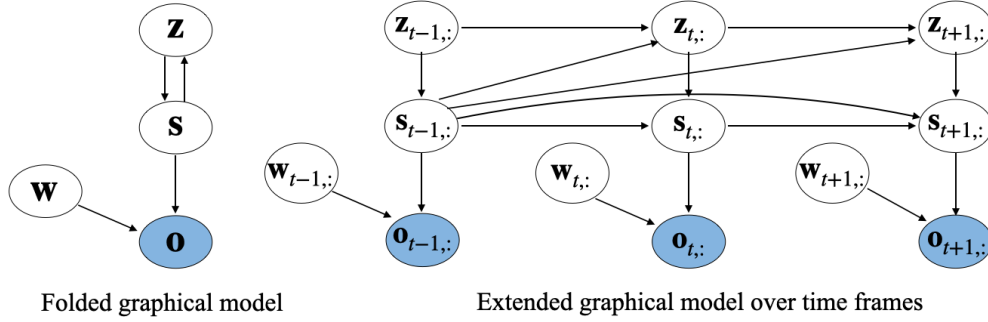 z
s
w
o
Folded graphical model
z_{t−1,:} z_{t,:} z_{t+1,:}
s_{t−1,:} s_{t,:} s_{t+1,:}
w_{t−1,:} w_{t,:} w_{t+1,:}
o_{t−1,:} o_{t,:} o_{t+1,:}
Extended graphical model over time frames